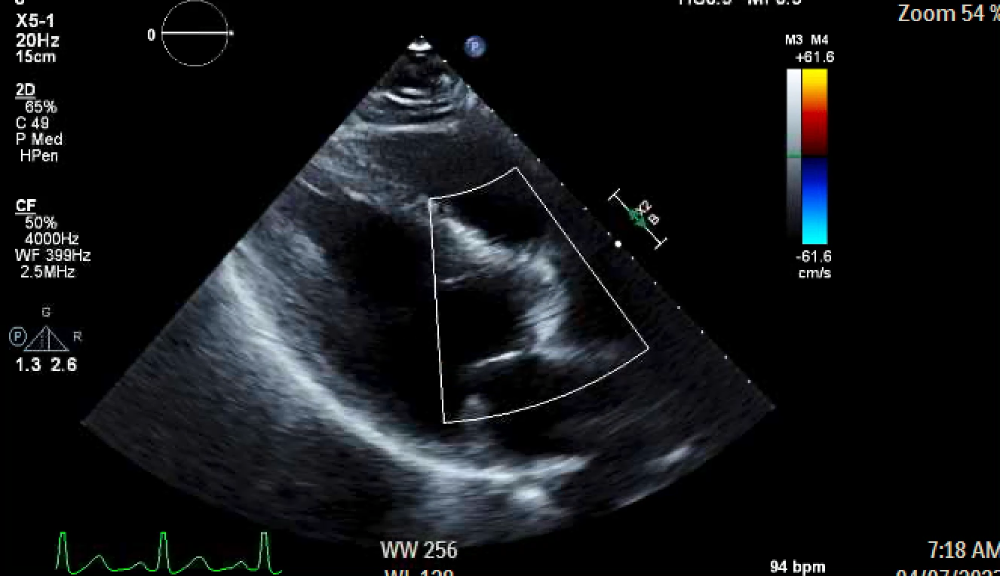 X5-1
20Hz
15cm
0
Zoom 54 %
M3 M4
+61.6
2D
65%
C 49
P Med
HPen
CF
50%
4000Hz
WF 399Hz
2.5MHz
-61.6
cm/s
P
X2
B
G
P R
1.3 2.6
WW 256
94 bpm
7:18 AM